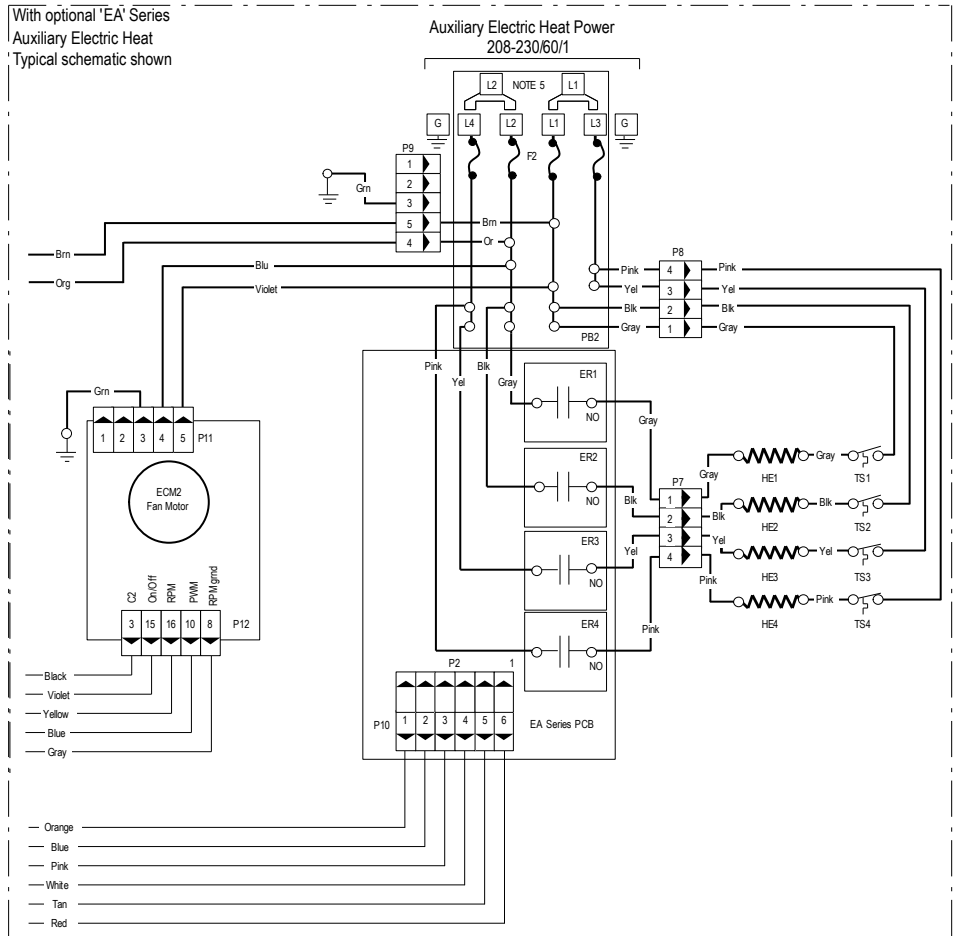 With optional 'EA' Series
Auxiliary Electric Heat
Typical schematic shown
Auxiliary Electric Heat Power
208-230/60/1
L2 NOTE 5 L1
G L4 L2 L1 L3 G
F2
P9
1
2
3
5
4
Grn
Brn
Or
Brn
Org
Blu
Violet
P8
Pink 4 Pink
Yel 3 Yel
Blk 2 Blk
Gray 1 Gray
PB2
Pink
Yel
Blk
Gray
ER1
NO
Gray
ER2
NO
Blk
ER3
NO
Yel
ER4
NO
Pink
P7
1
2
3
4
Gray
Blk
Yel
Pink
Gray
HE1 TS1
Blk
HE2 TS2
Yel
HE3 TS3
Pink
HE4 TS4
Grn
1 2 3 4 5 P11
ECM2
Fan Motor
C2 On/Off RPM PWM RPM grnd
3 15 16 10 8 P12
Black
Violet
Yellow
Blue
Gray
P2 1
P10 1 2 3 4 5 6
EA Series PCB
Orange
Blue
Pink
White
Tan
Red